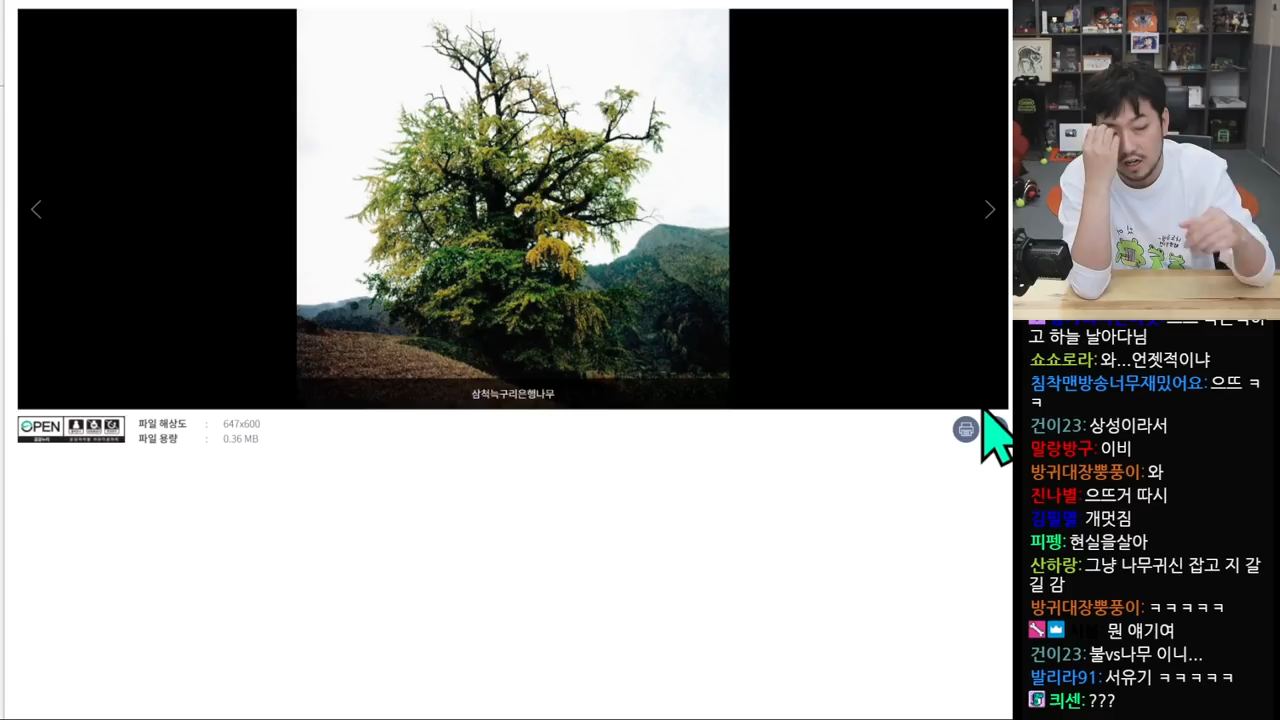 삼척늑구리은행나무
OPEN
파일 해상도 : 647x600
파일 용량 : 0.36 MB
고 하늘 날아다님
쇼쇼로라: 와...언젯적이냐
침착맨방송너무재밌어요: 으뜨 ㅋ
ㅋ
건이23: 상성이라서
말랑방구: 이비
방귀대장뿡풍이: 와
진나별: 으뜨거 따시
김필멸: 개멋짐
피펭: 현실을살아
산하랑: 그냥 나무귀신 잡고 지 갈
길 감
방귀대장뿡풍이: ㅋㅋㅋㅋㅋ
뭔 얘기여
건이23: 불vs나무 이니...
발리라91: 서유기 ㅋㅋㅋㅋㅋ
킈센: ???